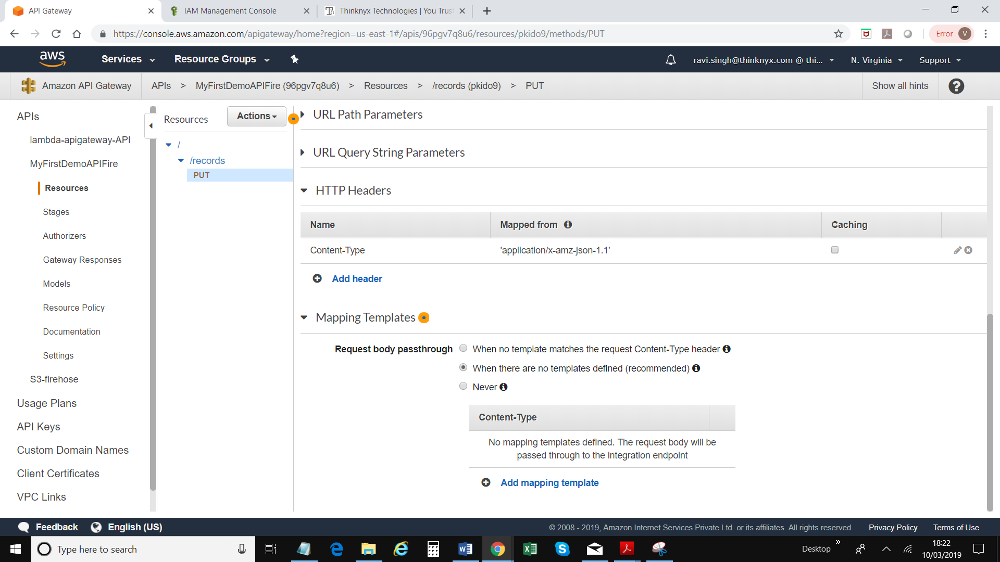 API Gateway
IAM Management Console
Thinknyx Technologies | You Trus
https://console.aws.amazon.com/apigateway/home?region=us-east-1#/apis/96pgv7q8u6/resources/pkido9/methods/PUT
Error V
aws
Services
Resource Groups
ravi.singh@thinknyx.com @ thi...
N. Virginia
Support
Amazon API Gateway
APIs > MyFirstDemoAPIFire (96pgv7q8u6) > Resources > /records (pkido9) > PUT
Show all hints
?
APIs
lambda-apigateway-API
MyFirstDemoAPIFire
Resources
Stages
Authorizers
Gateway Responses
Models
Resource Policy
Documentation
Settings
S3-firehose
Usage Plans
API Keys
Custom Domain Names
Client Certificates
VPC Links
Resources
Actions
/
/records
PUT
URL Path Parameters
URL Query String Parameters
HTTP Headers
Name Mapped from Caching
Content-Type 'application/x-amz-json-1.1'
Add header
Mapping Templates
Request body passthrough
When no template matches the request Content-Type header
When there are no templates defined (recommended)
Never
Content-Type
No mapping templates defined. The request body will be
passed through to the integration endpoint
Add mapping template
Feedback
English (US)
© 2008 - 2019, Amazon Internet Services Private Ltd. or its affiliates. All rights reserved.
Privacy Policy
Terms of Use
Type here to search
Desktop
18:22
10/03/2019